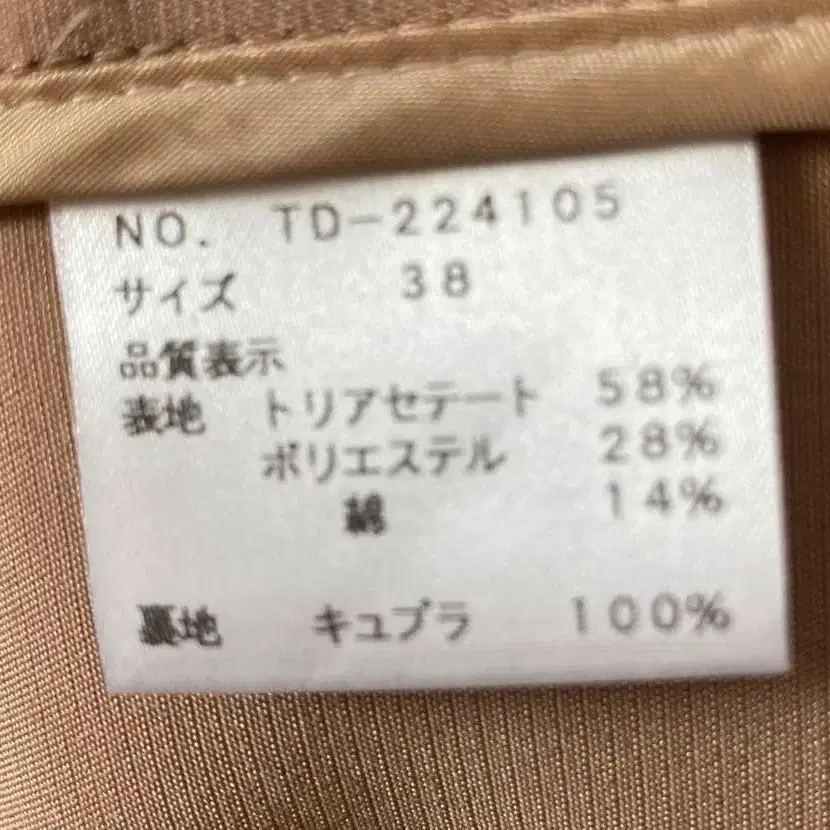 NO. TD-224105
サイズ 38
品質表示
表地 トリアセテート 58%
ポリエステル 28%
綿 14%
裏地 キュプラ 100%